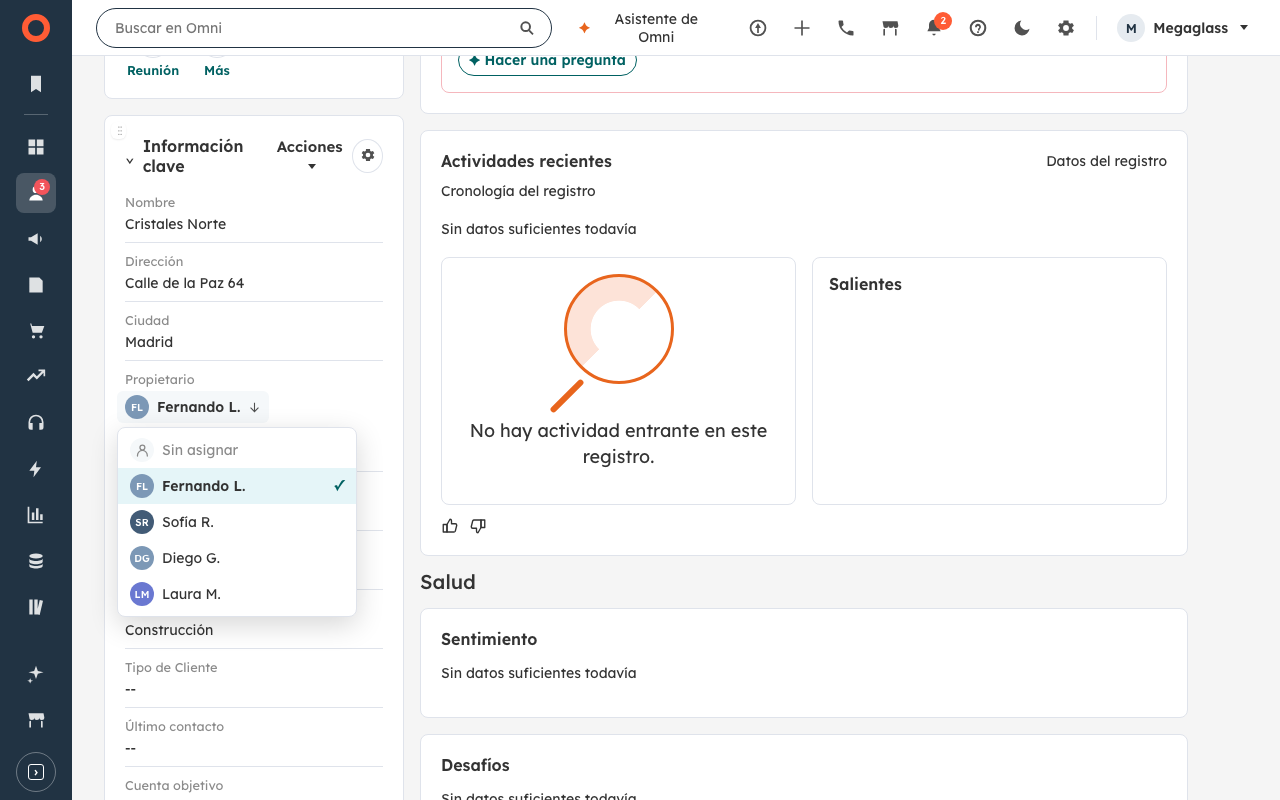 Buscar en Omni
Asistente de
Omni
2
M
Megaglass
3
Reunión
Más
Hacer una pregunta
Información
clave
Acciones
Nombre
Cristales Norte
Dirección
Calle de la Paz 64
Ciudad
Madrid
Propietario
FL
Fernando L.
Sin asignar
FL
Fernando L.
SR
Sofía R.
DG
Diego G.
LM
Laura M.
Construcción
Tipo de Cliente
--
Último contacto
--
Cuenta objetivo
Actividades recientes
Datos del registro
Cronología del registro
Sin datos suficientes todavía
No hay actividad entrante en este
registro.
Salientes
Salud
Sentimiento
Sin datos suficientes todavía
Desafíos
Sin datos suficientes todavía